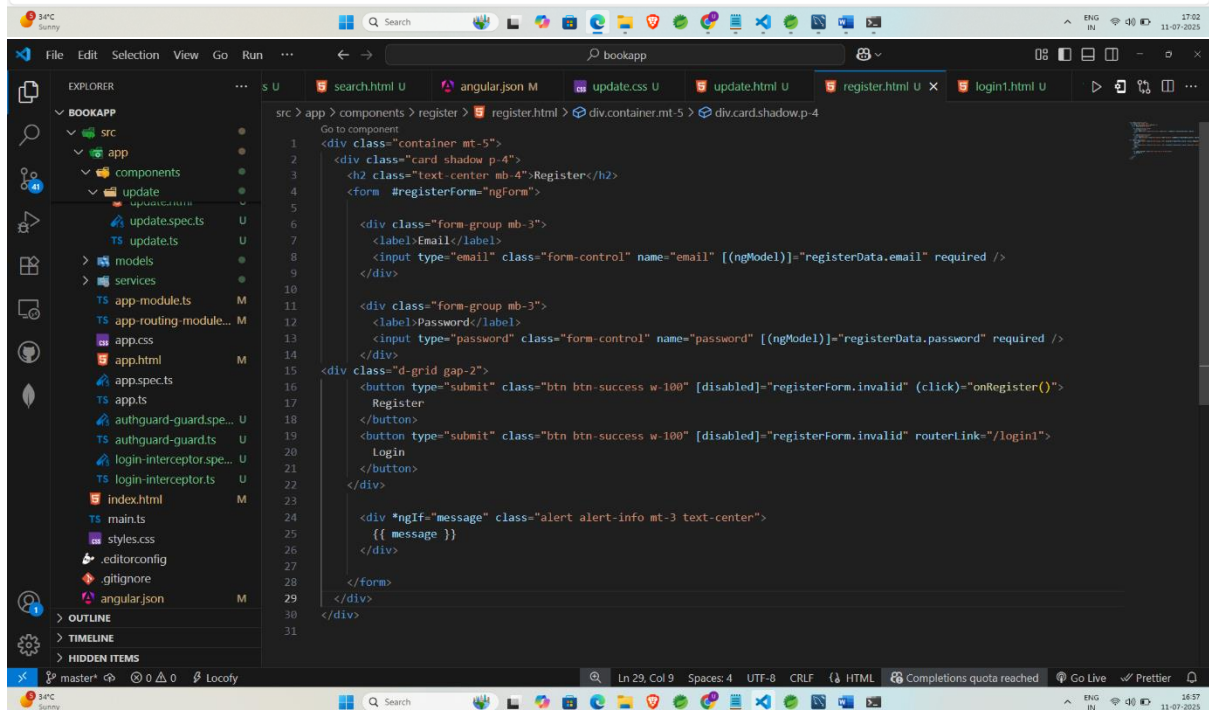 34°C
Sunny
Search
ENG
IN
17:02
11-07-2025
File Edit Selection View Go Run ...
bookapp
EXPLORER
s U search.html U angular.json M update.css U update.html U register.html U login1.html U
BOOKAPP
src
app
components
update
update.html U
update.spec.ts U
TS update.ts U
models
services
TS app-module.ts M
TS app-routing-module... M
app.css
app.html M
app.spec.ts
TS app.ts
authguard-guard.spe... U
TS authguard-guard.ts U
login-interceptor.spe... U
TS login-interceptor.ts U
index.html M
TS main.ts
styles.css
.editorconfig
.gitignore
angular.json M
OUTLINE
TIMELINE
HIDDEN ITEMS
41
1
src > app > components > register > register.html > div.container.mt-5 > div.card.shadow.p-4
Go to component
1 <div class="container mt-5">
2 <div class="card shadow p-4">
3 <h2 class="text-center mb-4">Register</h2>
4 <form #registerForm="ngForm">
5
6 <div class="form-group mb-3">
7 <label>Email</label>
8 <input type="email" class="form-control" name="email" [(ngModel)]="registerData.email" required />
9 </div>
10
11 <div class="form-group mb-3">
12 <label>Password</label>
13 <input type="password" class="form-control" name="password" [(ngModel)]="registerData.password" required />
14 </div>
15 <div class="d-grid gap-2">
16 <button type="submit" class="btn btn-success w-100" [disabled]="registerForm.invalid" (click)="onRegister()">
17 Register
18 </button>
19 <button type="submit" class="btn btn-success w-100" [disabled]="registerForm.invalid" routerLink="/login1">
20 Login
21 </button>
22 </div>
23
24 <div *ngIf="message" class="alert alert-info mt-3 text-center">
25 {{ message }}
26 </div>
27
28 </form>
29 </div>
30 </div>
31
master* 0 0 Locofy Ln 29, Col 9 Spaces: 4 UTF-8 CRLF HTML Completions quota reached Go Live Prettier
34°C
Sunny
Search
ENG
IN
16:57
11-07-2025